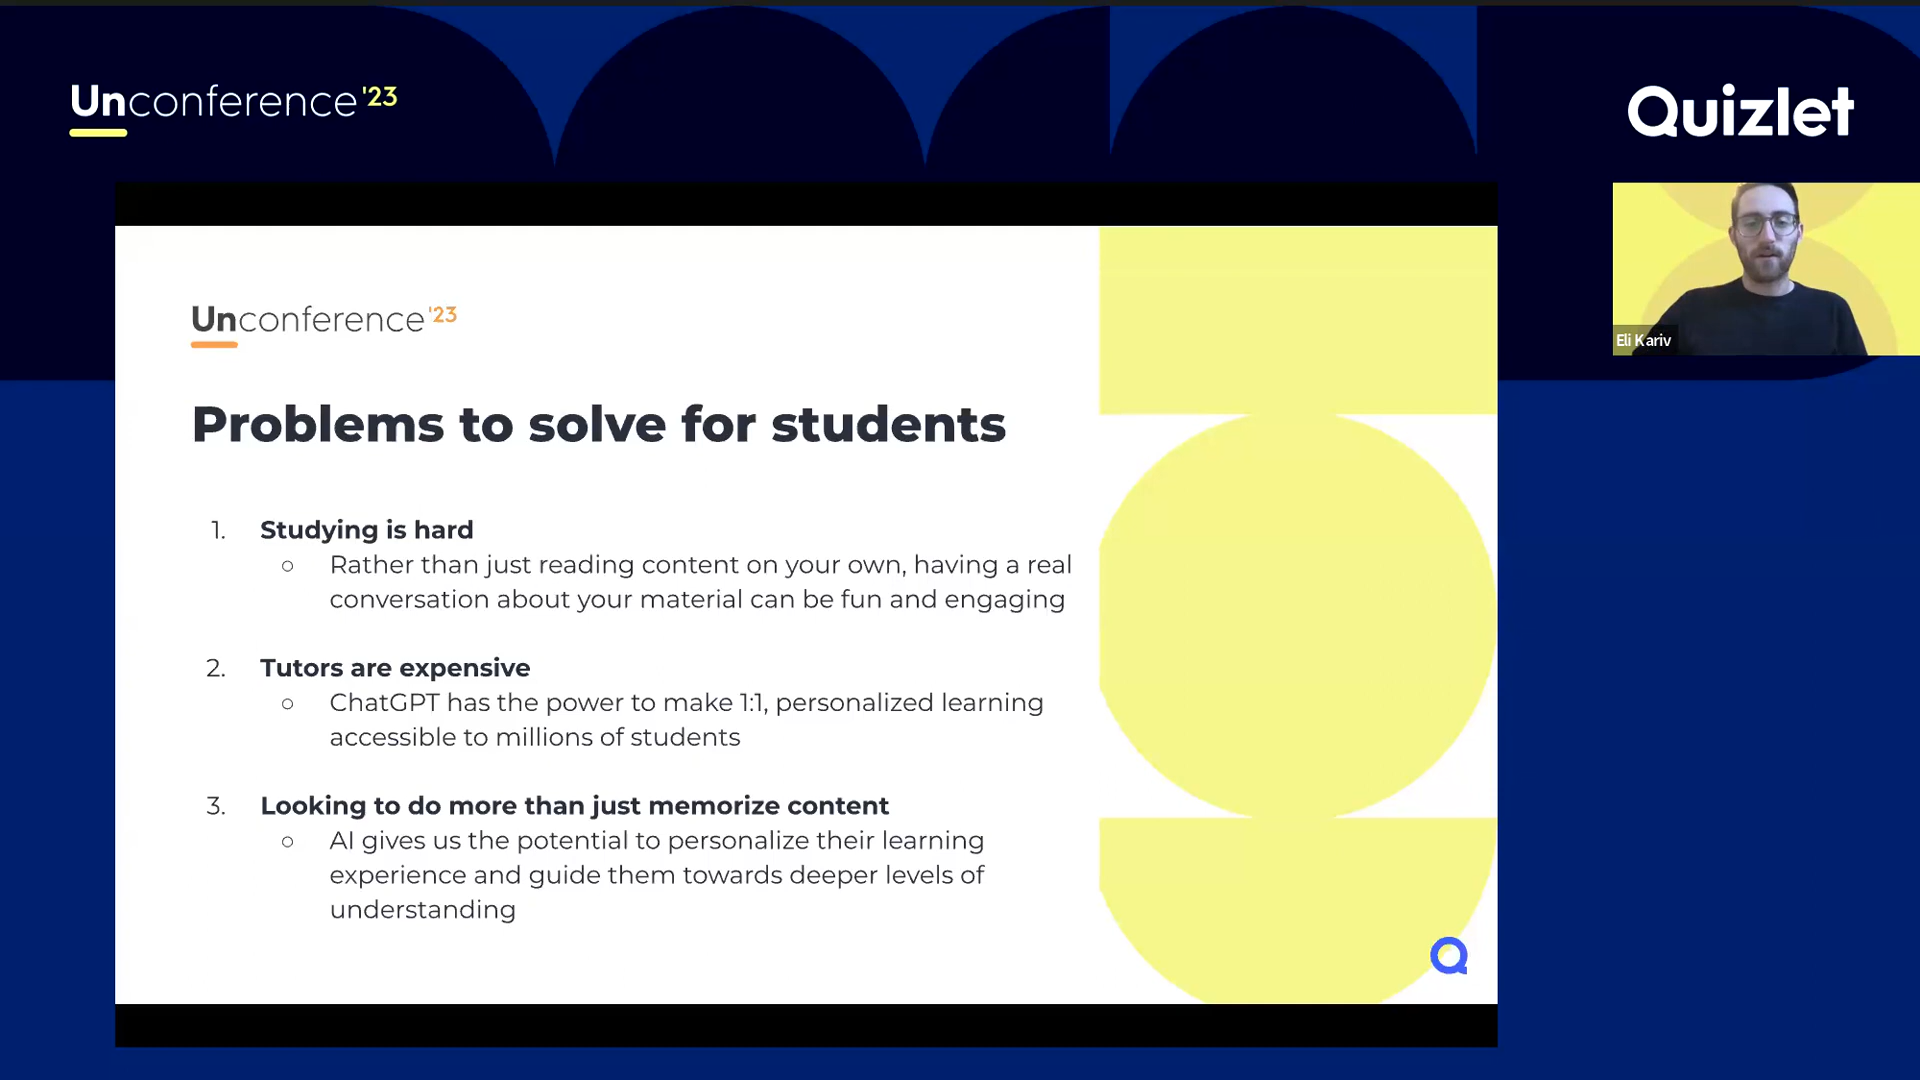 Unconference '23
Quizlet
Eli Kariv
Unconference '23
Problems to solve for students
1. Studying is hard
○ Rather than just reading content on your own, having a real
conversation about your material can be fun and engaging
2. Tutors are expensive
○ ChatGPT has the power to make 1:1, personalized learning
accessible to millions of students
3. Looking to do more than just memorize content
○ AI gives us the potential to personalize their learning
experience and guide them towards deeper levels of
understanding